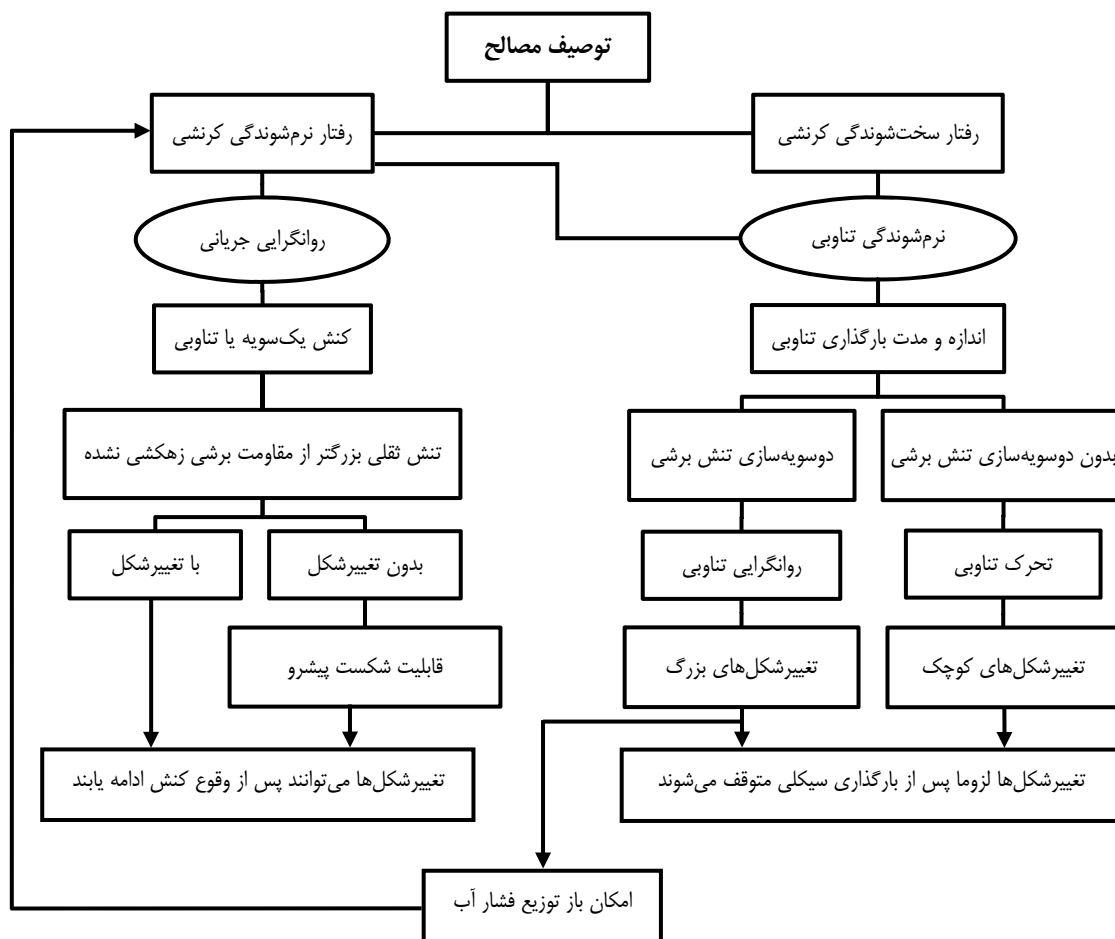 توصیف مصالح
رفتار سخت‌شوندگی کرنشی
رفتار نرم‌شوندگی کرنشی
نرم‌شوندگی تناوبی
روانگرایی جریانی
اندازه و مدت بارگذاری تناوبی
کنش یک‌سویه یا تناوبی
بدون دوسویه‌سازی تنش برشی
دوسویه‌سازی تنش برشی
تنش ثقلی بزرگتر از مقاومت برشی زهکشی نشده
تحرک تناوبی
روانگرایی تناوبی
بدون تغییرشکل
با تغییرشکل
تغییرشکل‌های کوچک
تغییرشکل‌های بزرگ
قابلیت شکست پیشرو
تغییرشکل‌ها لزوما پس از بارگذاری سیکلی متوقف می‌شوند
تغییرشکل‌ها می‌توانند پس از وقوع کنش ادامه یابند
امکان باز توزیع فشار آب